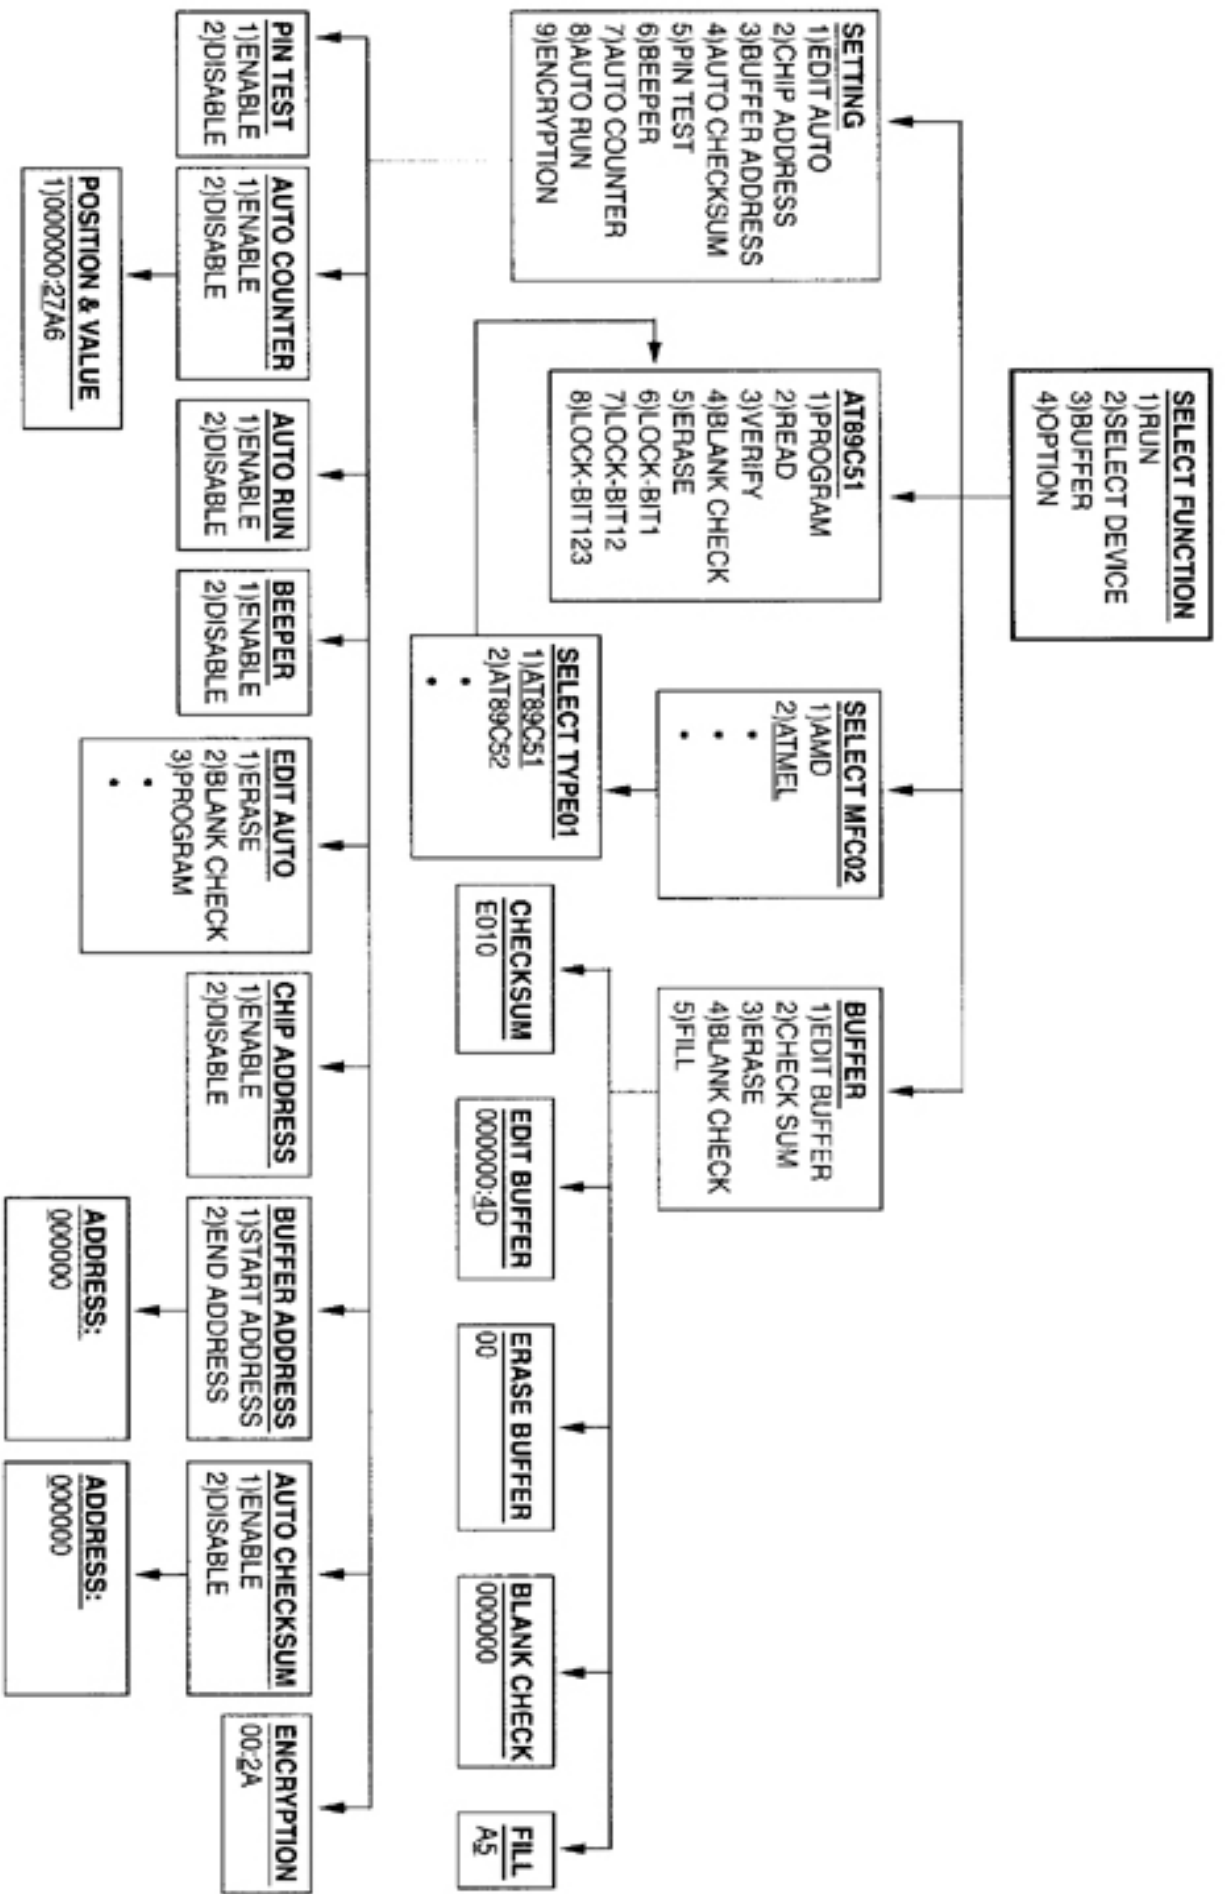 SELECT FUNCTION
1)RUN
2)SELECT DEVICE
3)BUFFER
4)OPTION
SETTING
1)EDIT AUTO
2)CHIP ADDRESS
3)BUFFER ADDRESS
4)AUTO CHECKSUM
5)PIN TEST
6)BEEPER
7)AUTO COUNTER
8)AUTO RUN
9)ENCRYPTION
AT89C51
1)PROGRAM
2)READ
3)VERIFY
4)BLANK CHECK
5)ERASE
6)LOCK-BIT1
7)LOCK-BIT12
8)LOCK-BIT123
SELECT MFC02
1)AMD
2)ATMEL
BUFFER
1)EDIT BUFFER
2)CHECK SUM
3)ERASE
4)BLANK CHECK
5)FILL
SELECT TYPE01
1)AT89C51
2)AT89C52
CHECKSUM
E010
EDIT BUFFER
000000:4D
ERASE BUFFER
00
BLANK CHECK
000000
FILL
A5
PIN TEST
1)ENABLE
2)DISABLE
AUTO COUNTER
1)ENABLE
2)DISABLE
AUTO RUN
1)ENABLE
2)DISABLE
BEEPER
1)ENABLE
2)DISABLE
EDIT AUTO
1)ERASE
2)BLANK CHECK
3)PROGRAM
CHIP ADDRESS
1)ENABLE
2)DISABLE
BUFFER ADDRESS
1)START ADDRESS
2)END ADDRESS
AUTO CHECKSUM
1)ENABLE
2)DISABLE
ENCRYPTION
00:2A
POSITION & VALUE
1)000000:27A6
ADDRESS:
000000
ADDRESS:
000000